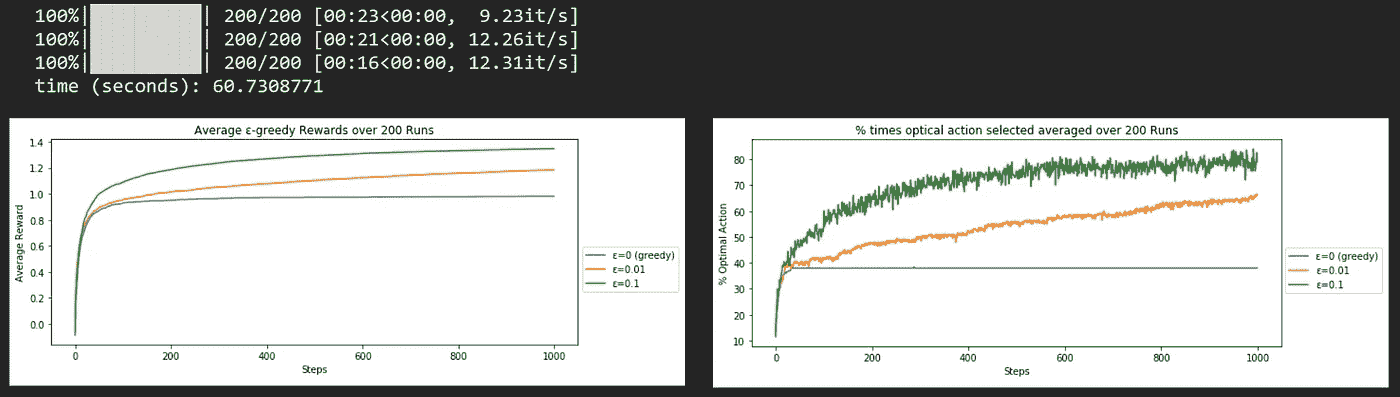 100%| | 200/200 [00:23<00:00, 9.23it/s]
100%| | 200/200 [00:21<00:00, 12.26it/s]
100%| | 200/200 [00:16<00:00, 12.31it/s]
time (seconds): 60.7308771
Average ε-greedy Rewards over 200 Runs
1.4
1.2
1.0
0.8
0.6
0.4
0.2
0.0
Average Reward
0 200 400 600 800 1000
Steps
ε=0 (greedy)
ε=0.01
ε=0.1
% times optical action selected averaged over 200 Runs
80
70
60
50
40
30
20
10
% Optimal Action
0 200 400 600 800 1000
Steps
ε=0 (greedy)
ε=0.01
ε=0.1